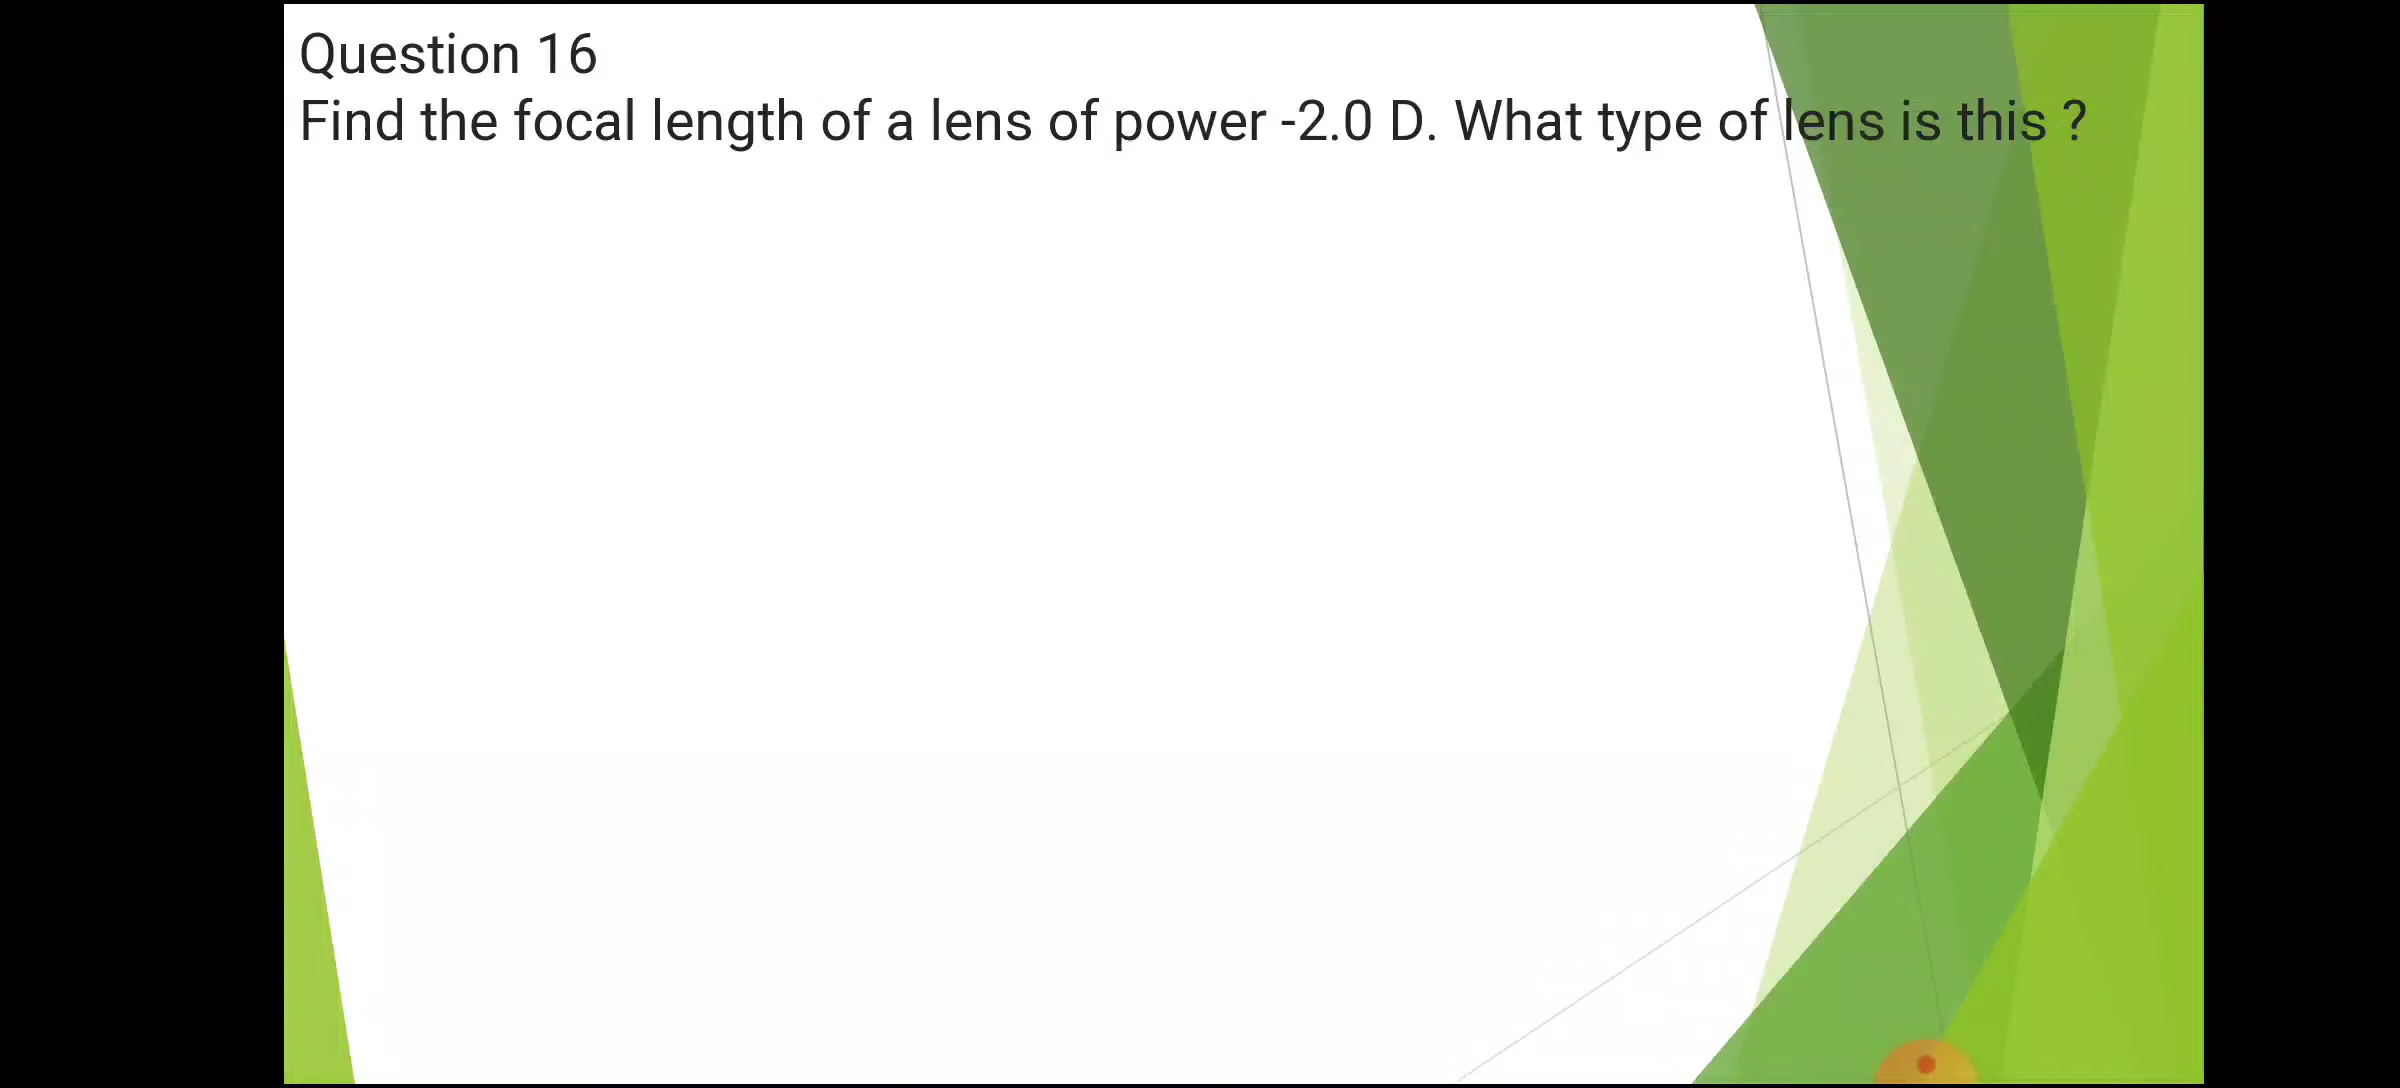 Question 16
Find the focal length of a lens of power -2.0 D. What type of lens is this ?